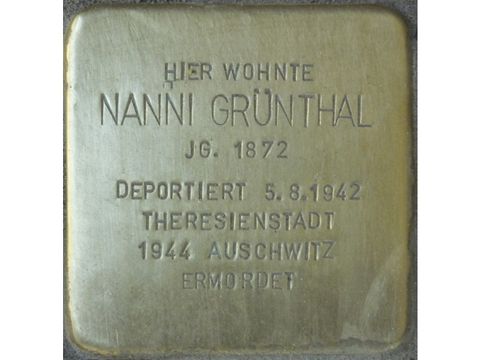 HIER WOHNTE
NANNI GRÜNTHAL
JG. 1872
DEPORTIERT 5.8.1942
THERESIENSTADT
1944 AUSCHWITZ
ERMORDET